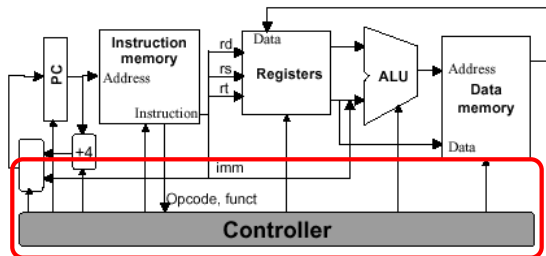 Instruction
memory
Address
Instruction
PC
+4
rd
rs
rt
imm
Data
Registers
ALU
Address
Data
memory
Data
Opcode, funct
Controller